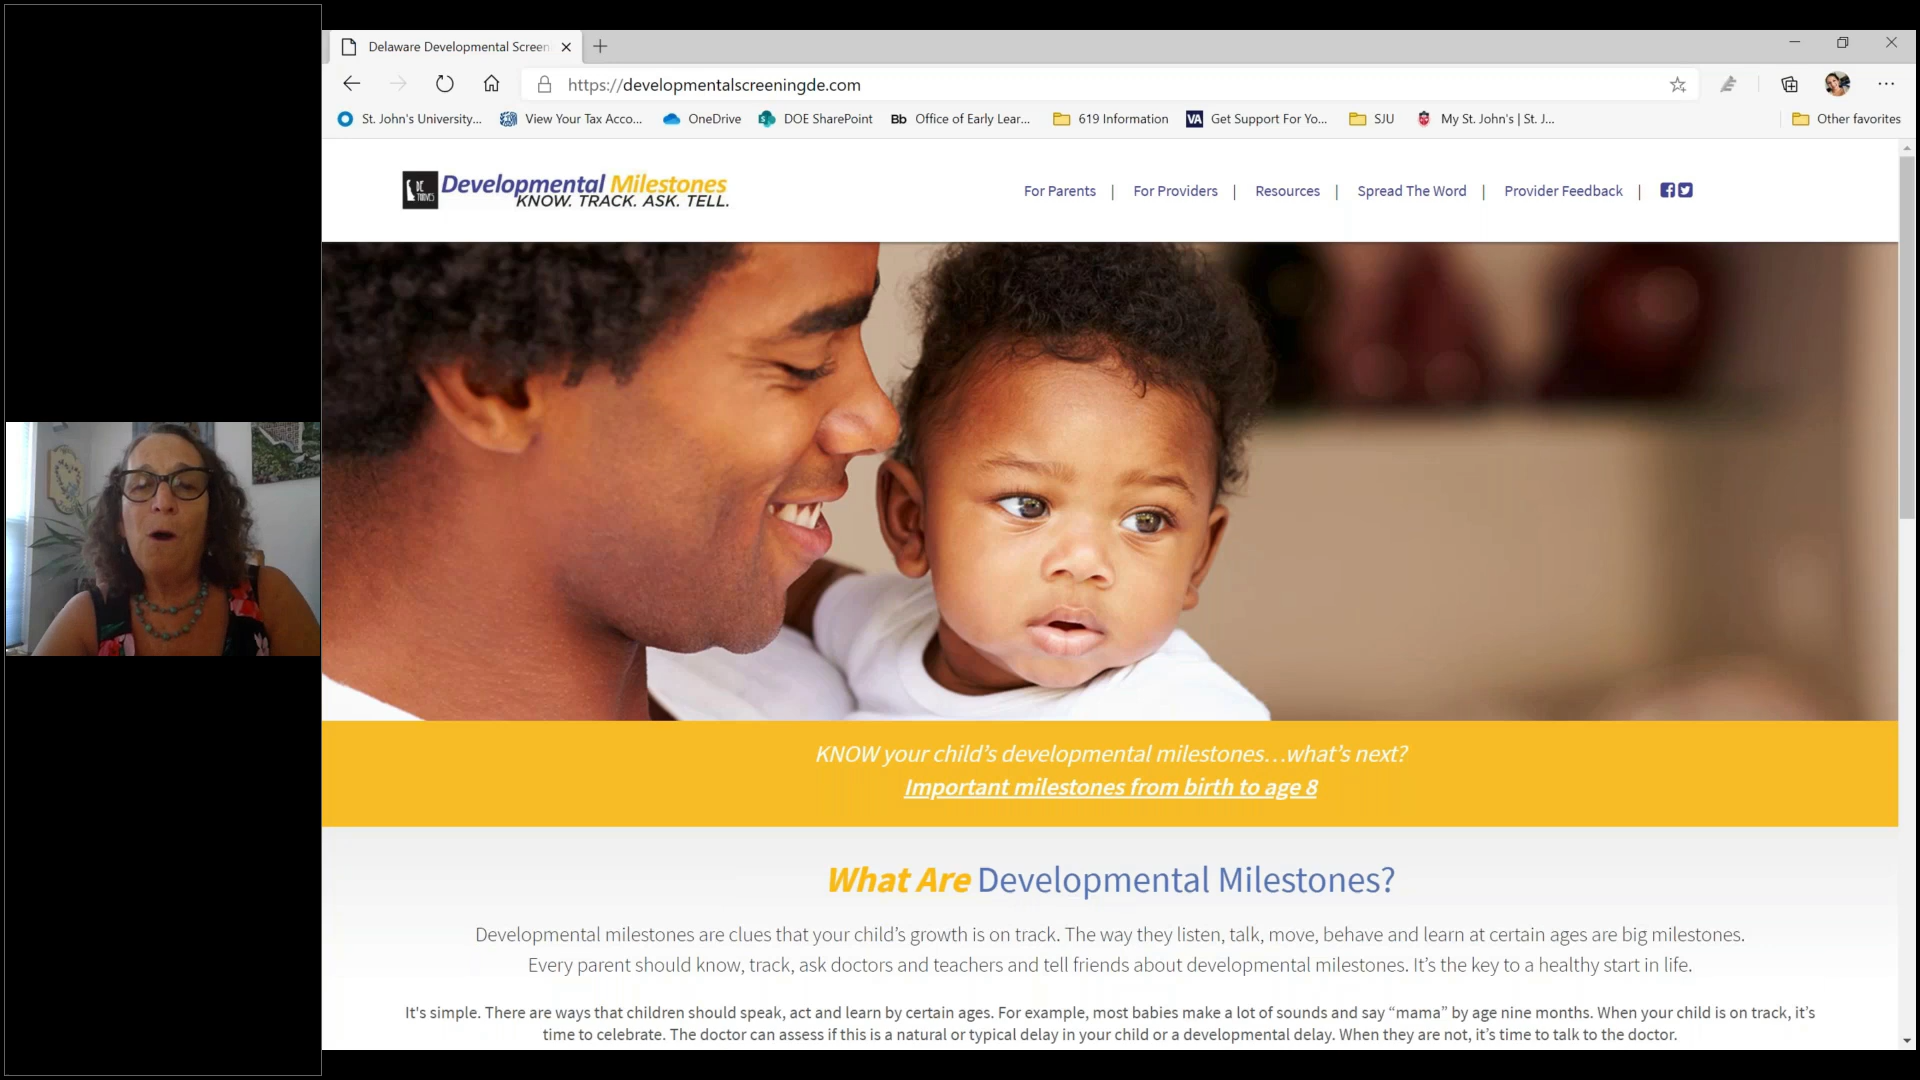 Delaware Developmental Screen
https://developmentalscreeningde.com
St. John's University... View Your Tax Acco... OneDrive DOE SharePoint Bb Office of Early Lear... 619 Information VA Get Support For Yo... SJU My St. John's | St. J... Other favorites
DE THRIVES
Developmental Milestones
KNOW. TRACK. ASK. TELL.
For Parents | For Providers | Resources | Spread The Word | Provider Feedback |
KNOW your child's developmental milestones...what's next?
Important milestones from birth to age 8
What Are Developmental Milestones?
Developmental milestones are clues that your child's growth is on track. The way they listen, talk, move, behave and learn at certain ages are big milestones.
Every parent should know, track, ask doctors and teachers and tell friends about developmental milestones. It's the key to a healthy start in life.
It's simple. There are ways that children should speak, act and learn by certain ages. For example, most babies make a lot of sounds and say “mama” by age nine months. When your child is on track, it's
time to celebrate. The doctor can assess if this is a natural or typical delay in your child or a developmental delay. When they are not, it's time to talk to the doctor.